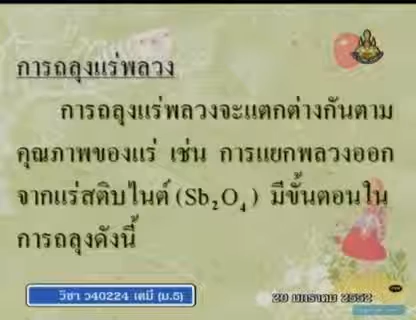 การถลุงแร่พลวง
การถลุงแร่พลวงจะแตกต่างกันตาม
คุณภาพของแร่ เช่น การแยกพลวงออก
จากแร่สติบไนต์ (Sb₂O₄) มีขั้นตอนใน
การถลุงดังนี้
วิชา ว40224 เคมี (ม.5)
20 มกราคม 2552